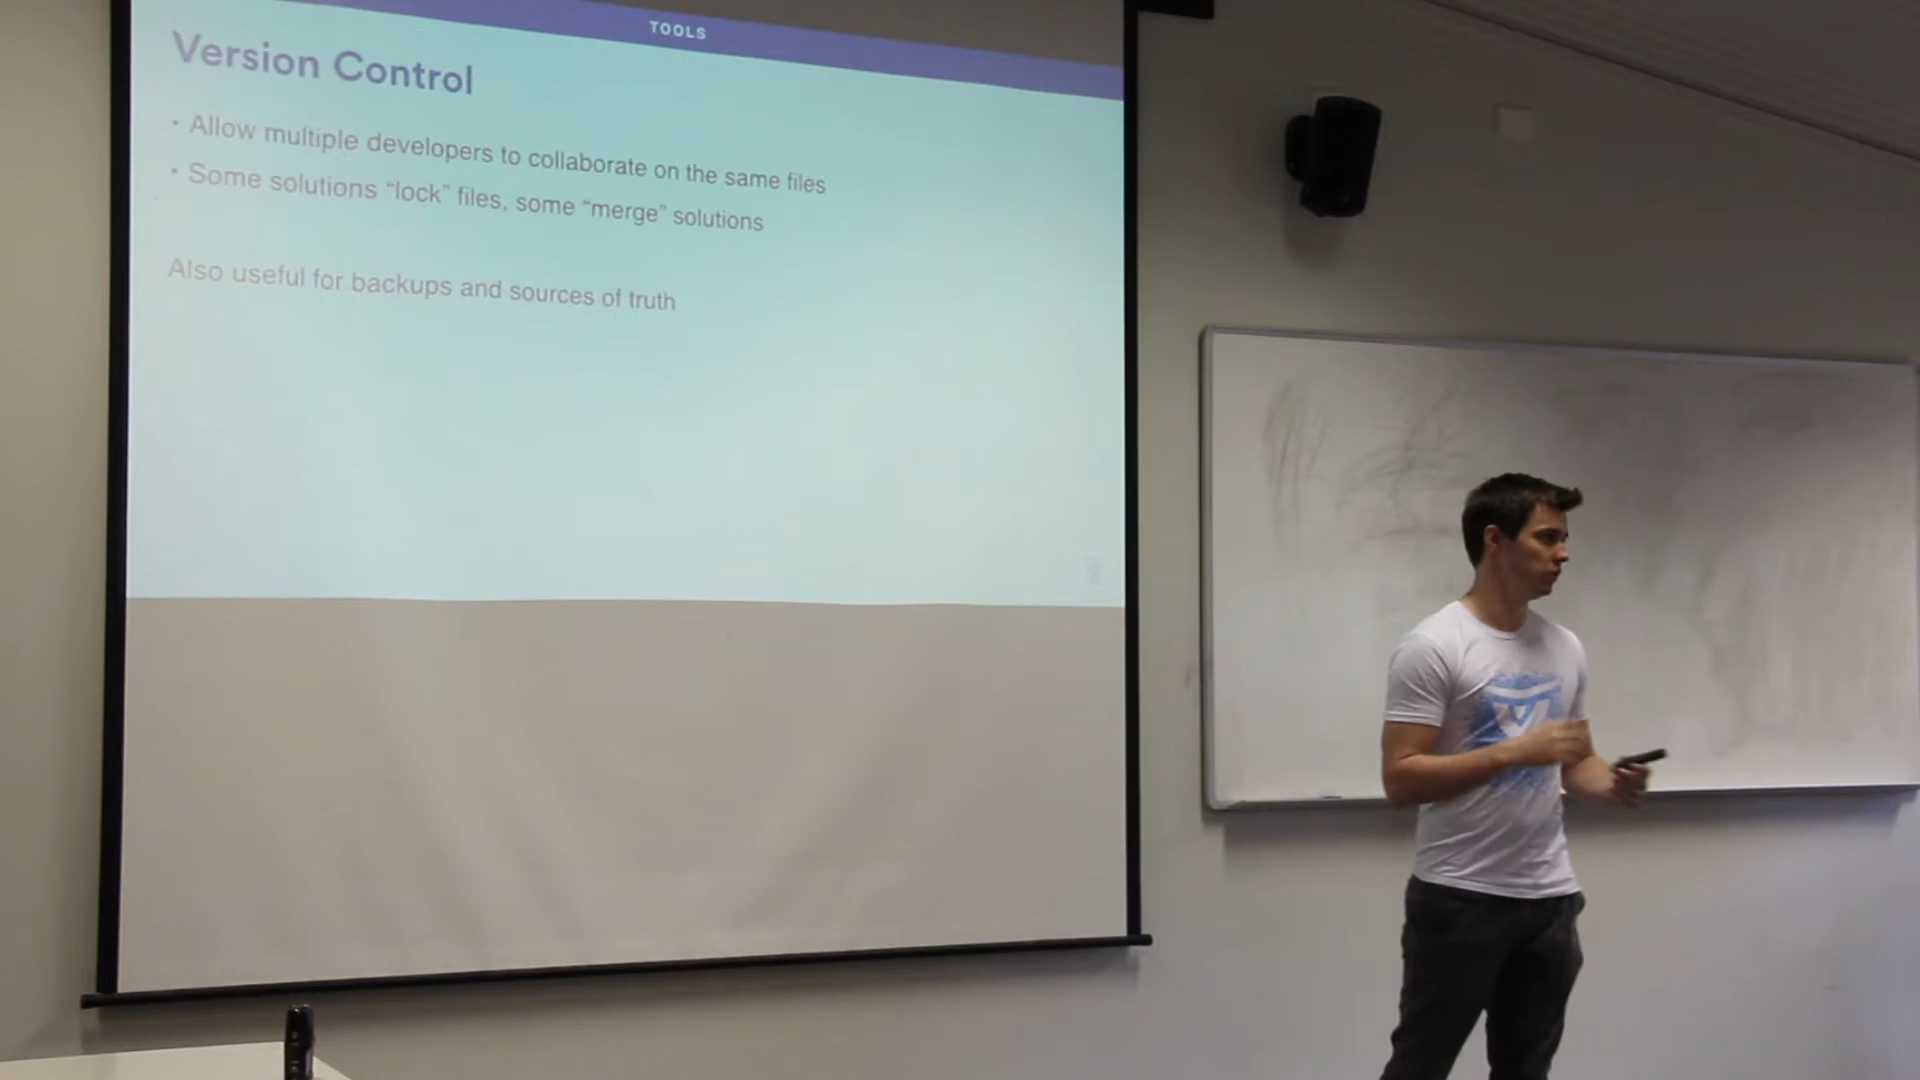 TOOLS
Version Control
• Allow multiple developers to collaborate on the same files
• Some solutions “lock” files, some “merge” solutions
Also useful for backups and sources of truth